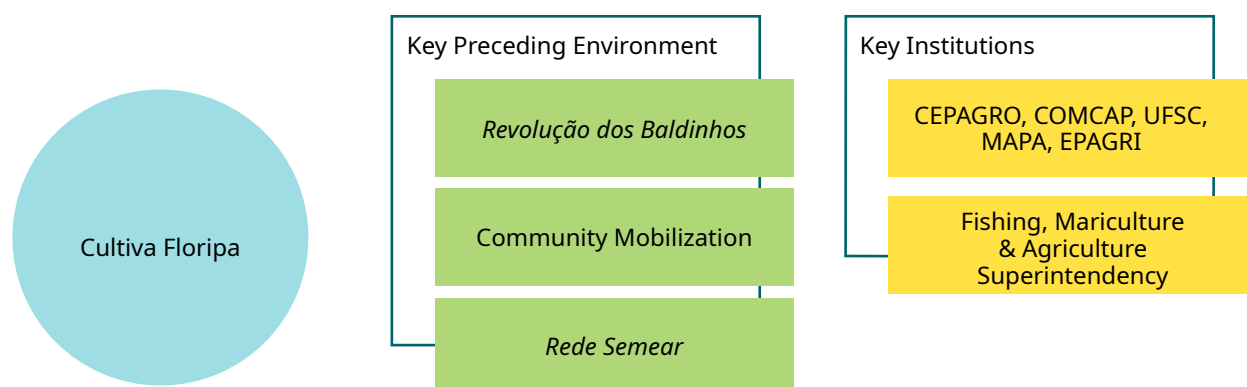 Cultiva Floripa
Key Preceding Environment
Revolução dos Baldinhos
Community Mobilization
Rede Semear
Key Institutions
CEPAGRO, COMCAP, UFSC,
MAPA, EPAGRI
Fishing, Mariculture
& Agriculture
Superintendency